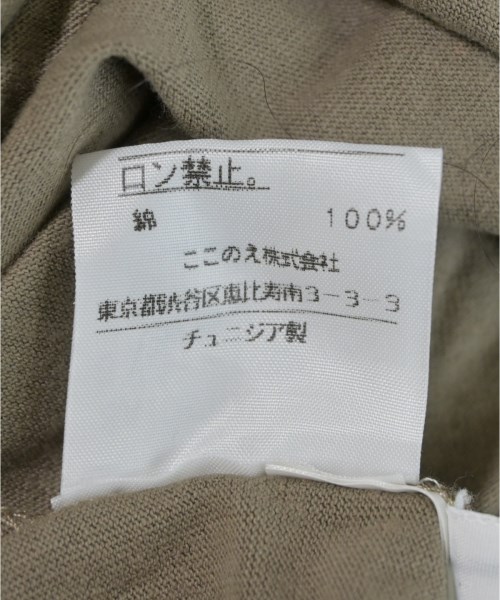 ロン禁止。
綿 100%
ここのえ株式会社
東京都渋谷区恵比寿南3-3-3
チュニジア製